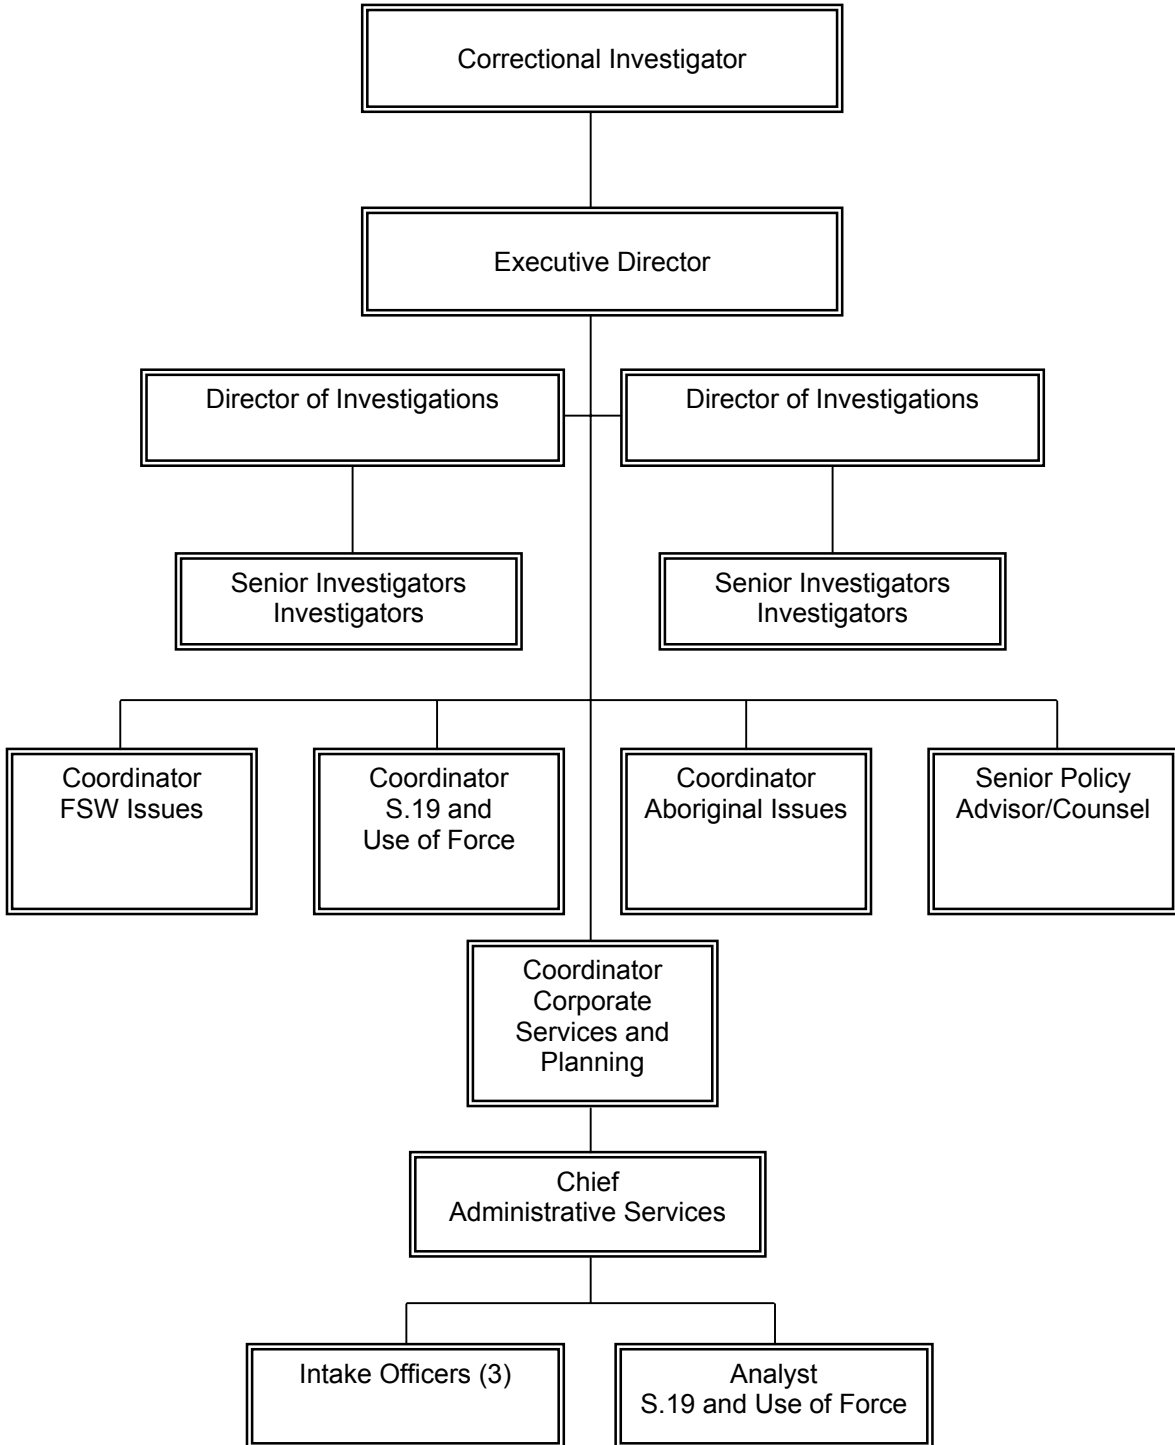 Correctional Investigator
Executive Director
Director of Investigations
Director of Investigations
Senior Investigators
Investigators
Senior Investigators
Investigators
Coordinator
FSW Issues
Coordinator
S.19 and
Use of Force
Coordinator
Aboriginal Issues
Senior Policy
Advisor/Counsel
Coordinator
Corporate
Services and
Planning
Chief
Administrative Services
Intake Officers (3)
Analyst
S.19 and Use of Force